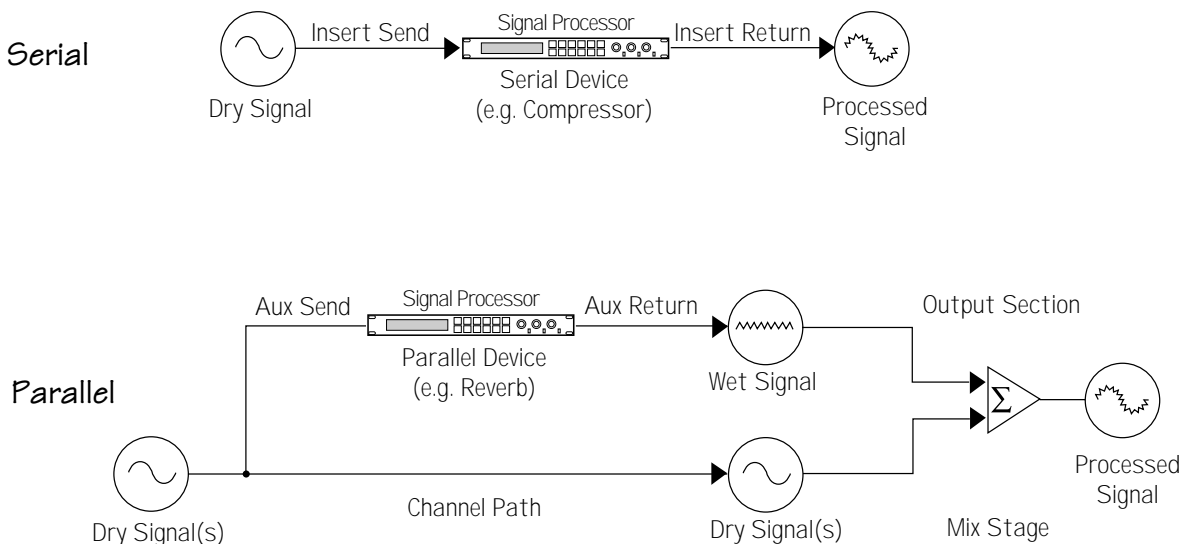 Serial
Insert Send
Signal Processor
Insert Return
Dry Signal
Serial Device
(e.g. Compressor)
Processed
Signal
Parallel
Aux Send
Signal Processor
Aux Return
Output Section
Parallel Device
(e.g. Reverb)
Wet Signal
Σ
Processed
Signal
Dry Signal(s)
Channel Path
Dry Signal(s)
Mix Stage